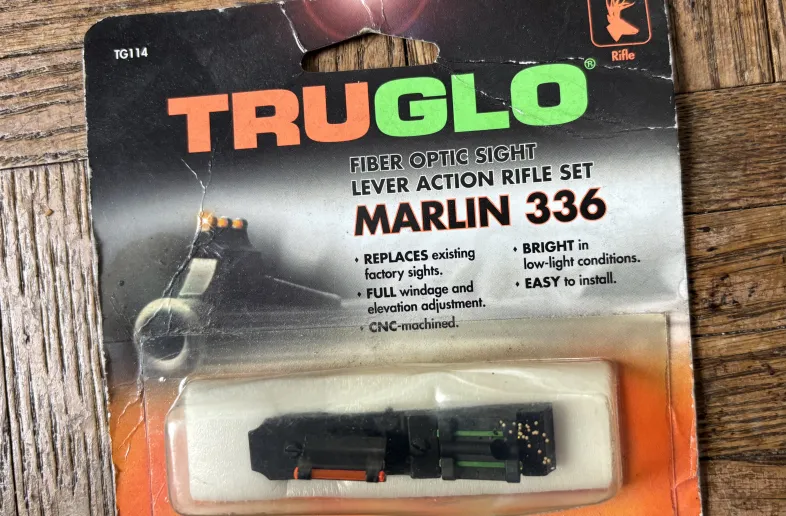 TG114
Rifle
TRUGLO®
FIBER OPTIC SIGHT
LEVER ACTION RIFLE SET
MARLIN 336
♦ REPLACES existing
factory sights.
♦ FULL windage and
elevation adjustment.
♦ CNC-machined.
♦ BRIGHT in
low-light conditions.
♦ EASY to install.